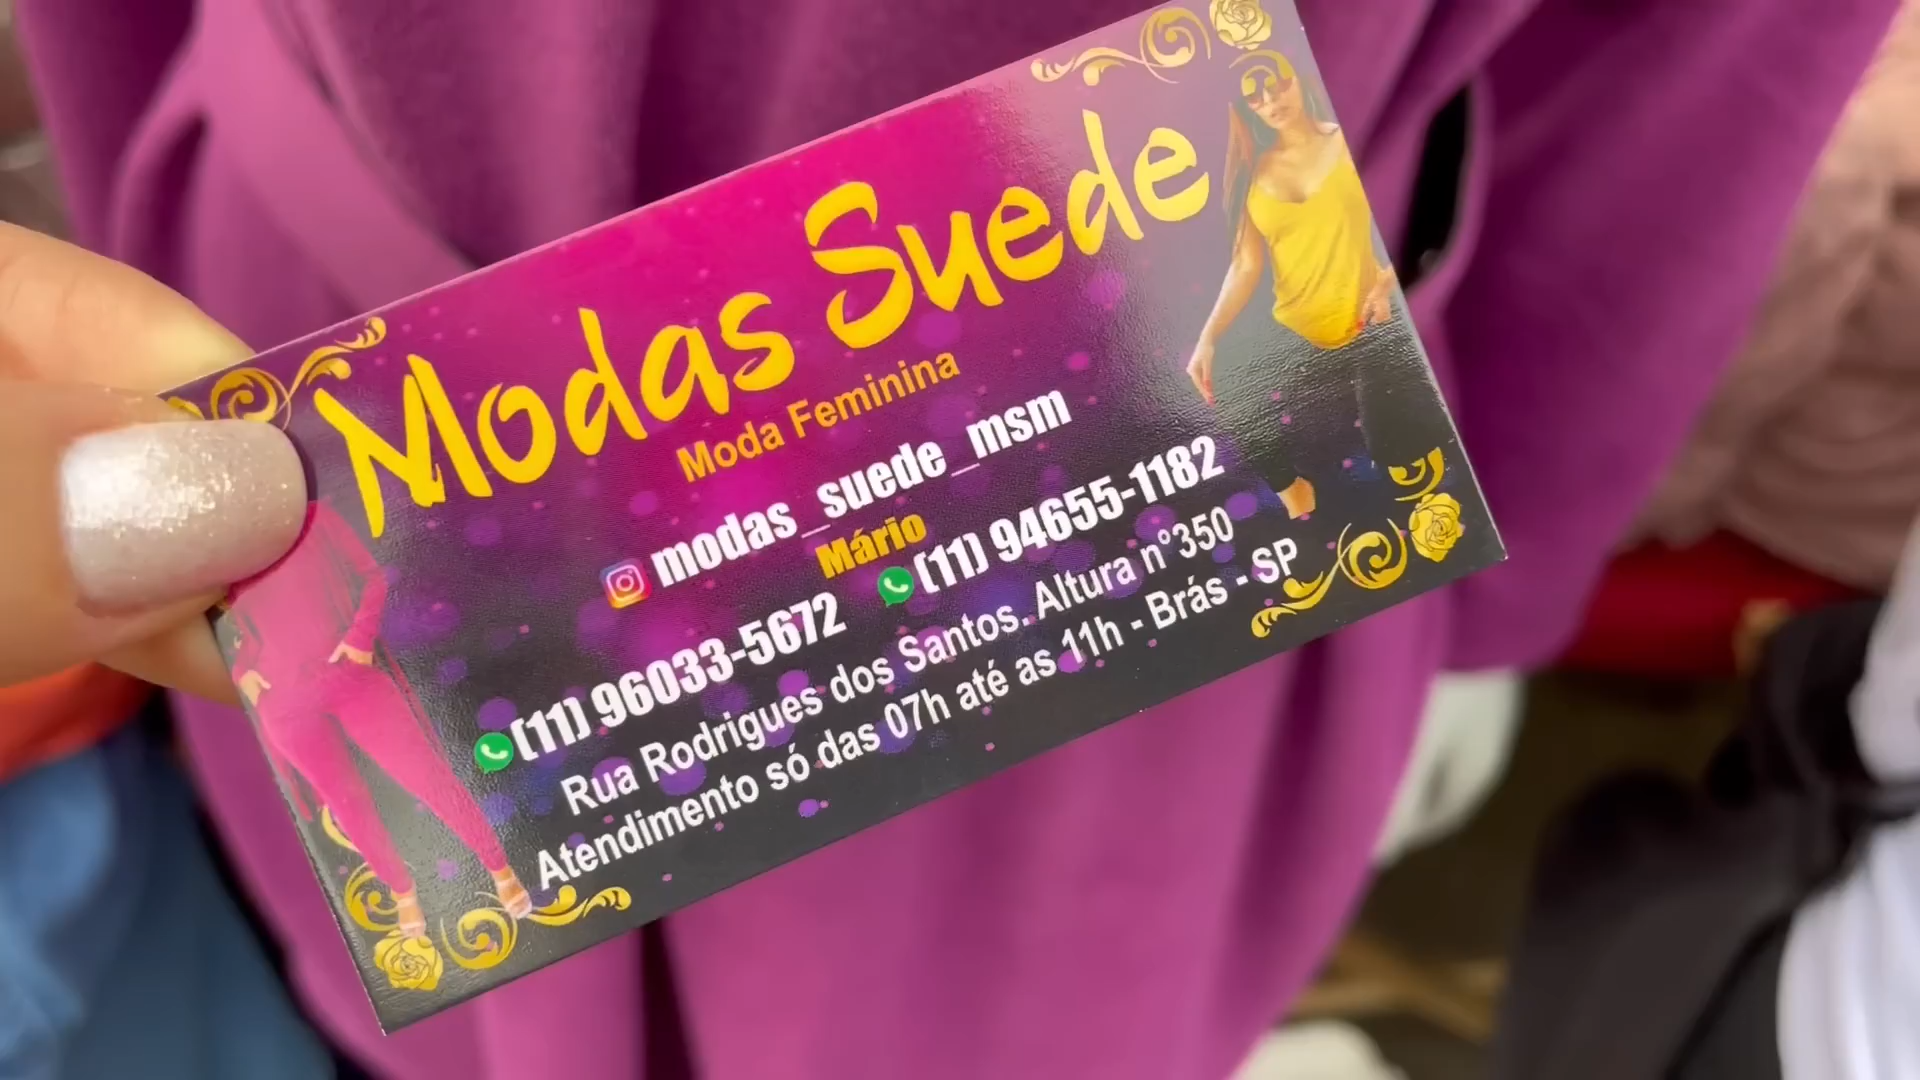 Modas Suede
Moda Feminina
modas_suede_msm
Mário
(11) 96033-5672 (11) 94655-1182
Rua Rodrigues dos Santos. Altura n°350
Atendimento só das 07h até as 11h - Brás - SP